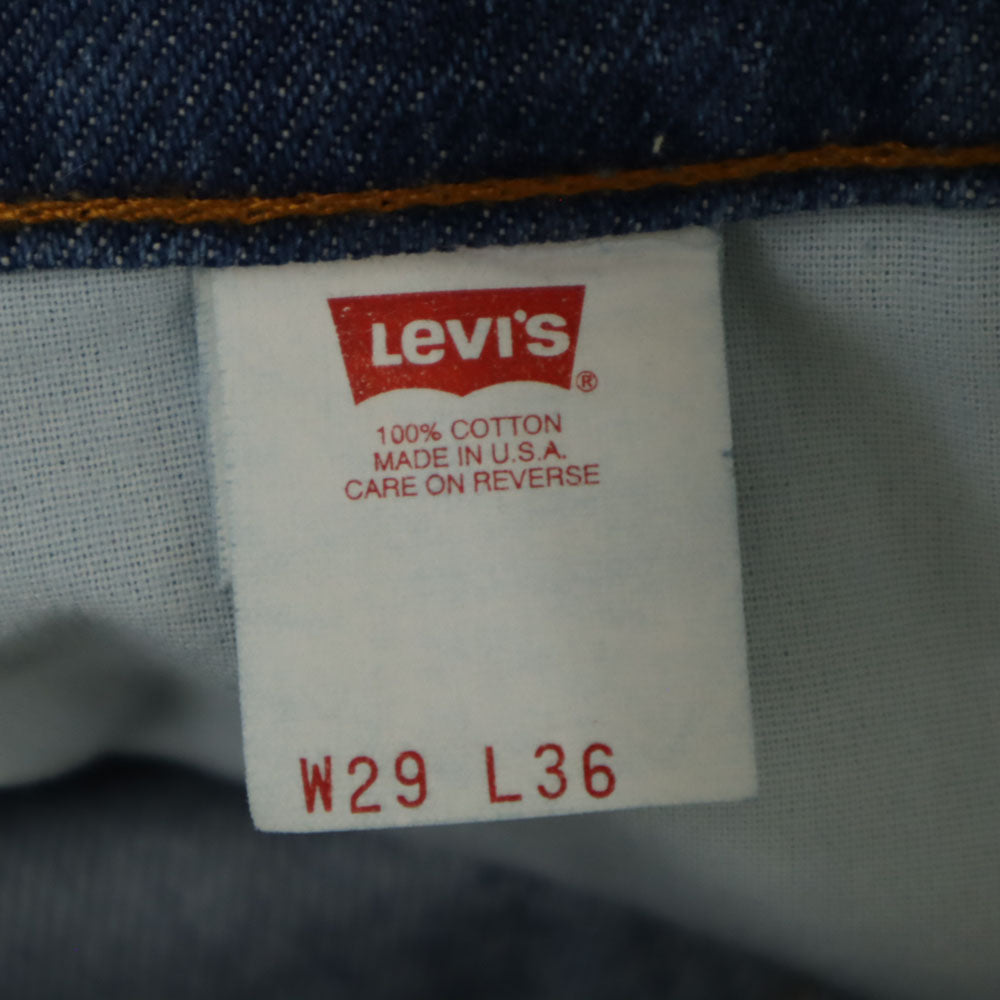 Levi's ®
100% COTTON
MADE IN U.S.A.
CARE ON REVERSE
W29 L36